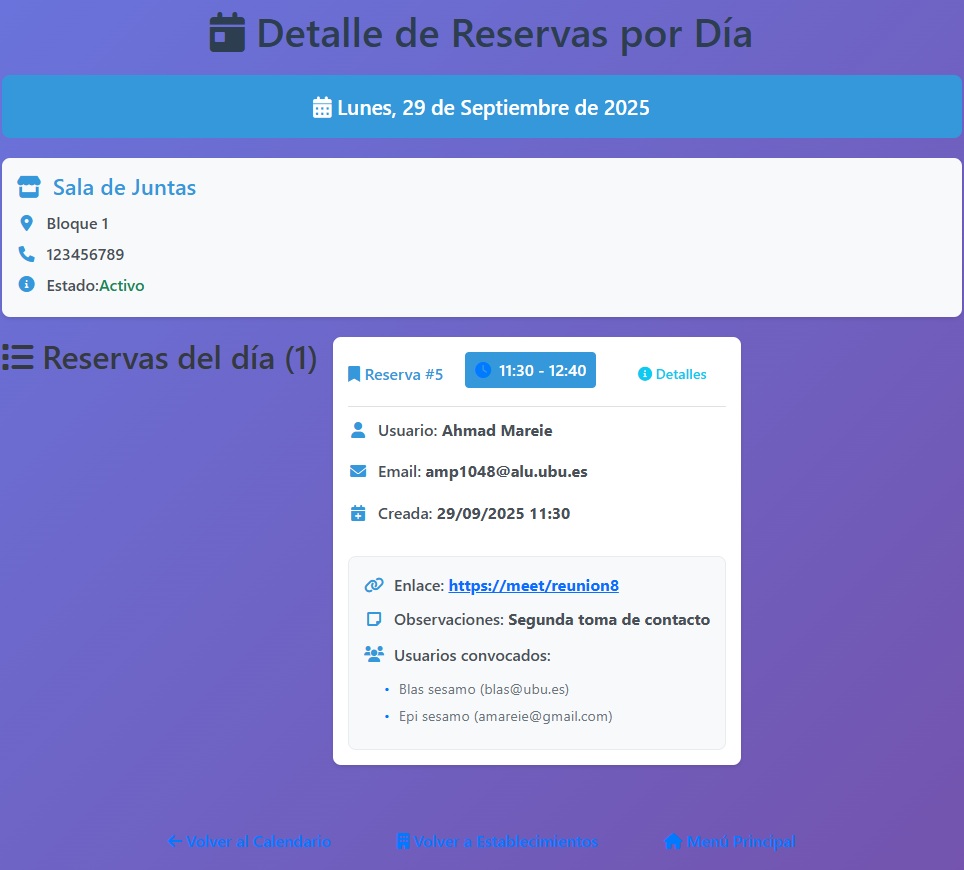 Detalle de Reservas por Día
Lunes, 29 de Septiembre de 2025
Sala de Juntas
Bloque 1
123456789
Estado:Activo
Reservas del día (1)
Reserva #5 11:30 - 12:40 Detalles
Usuario: Ahmad Mareie
Email: amp1048@alu.ubu.es
Creada: 29/09/2025 11:30
Enlace: https://meet/reunion8
Observaciones: Segunda toma de contacto
Usuarios convocados:
• Blas sesamo (blas@ubu.es)
• Epi sesamo (amareie@gmail.com)
Volver al Calendario Volver a Establecimientos Menú Principal